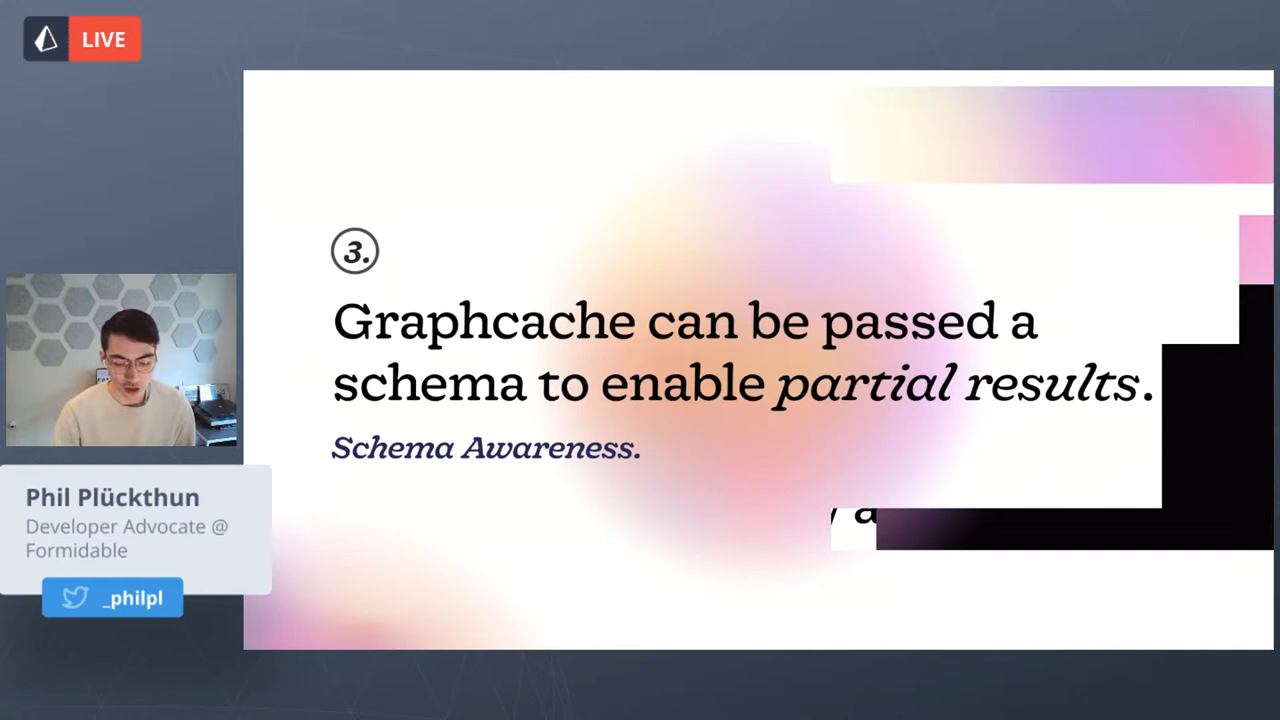 LIVE
3.
Graphcache can be passed a
schema to enable partial results.
Schema Awareness.
Phil Plückthun
Developer Advocate @
Formidable
_philpl